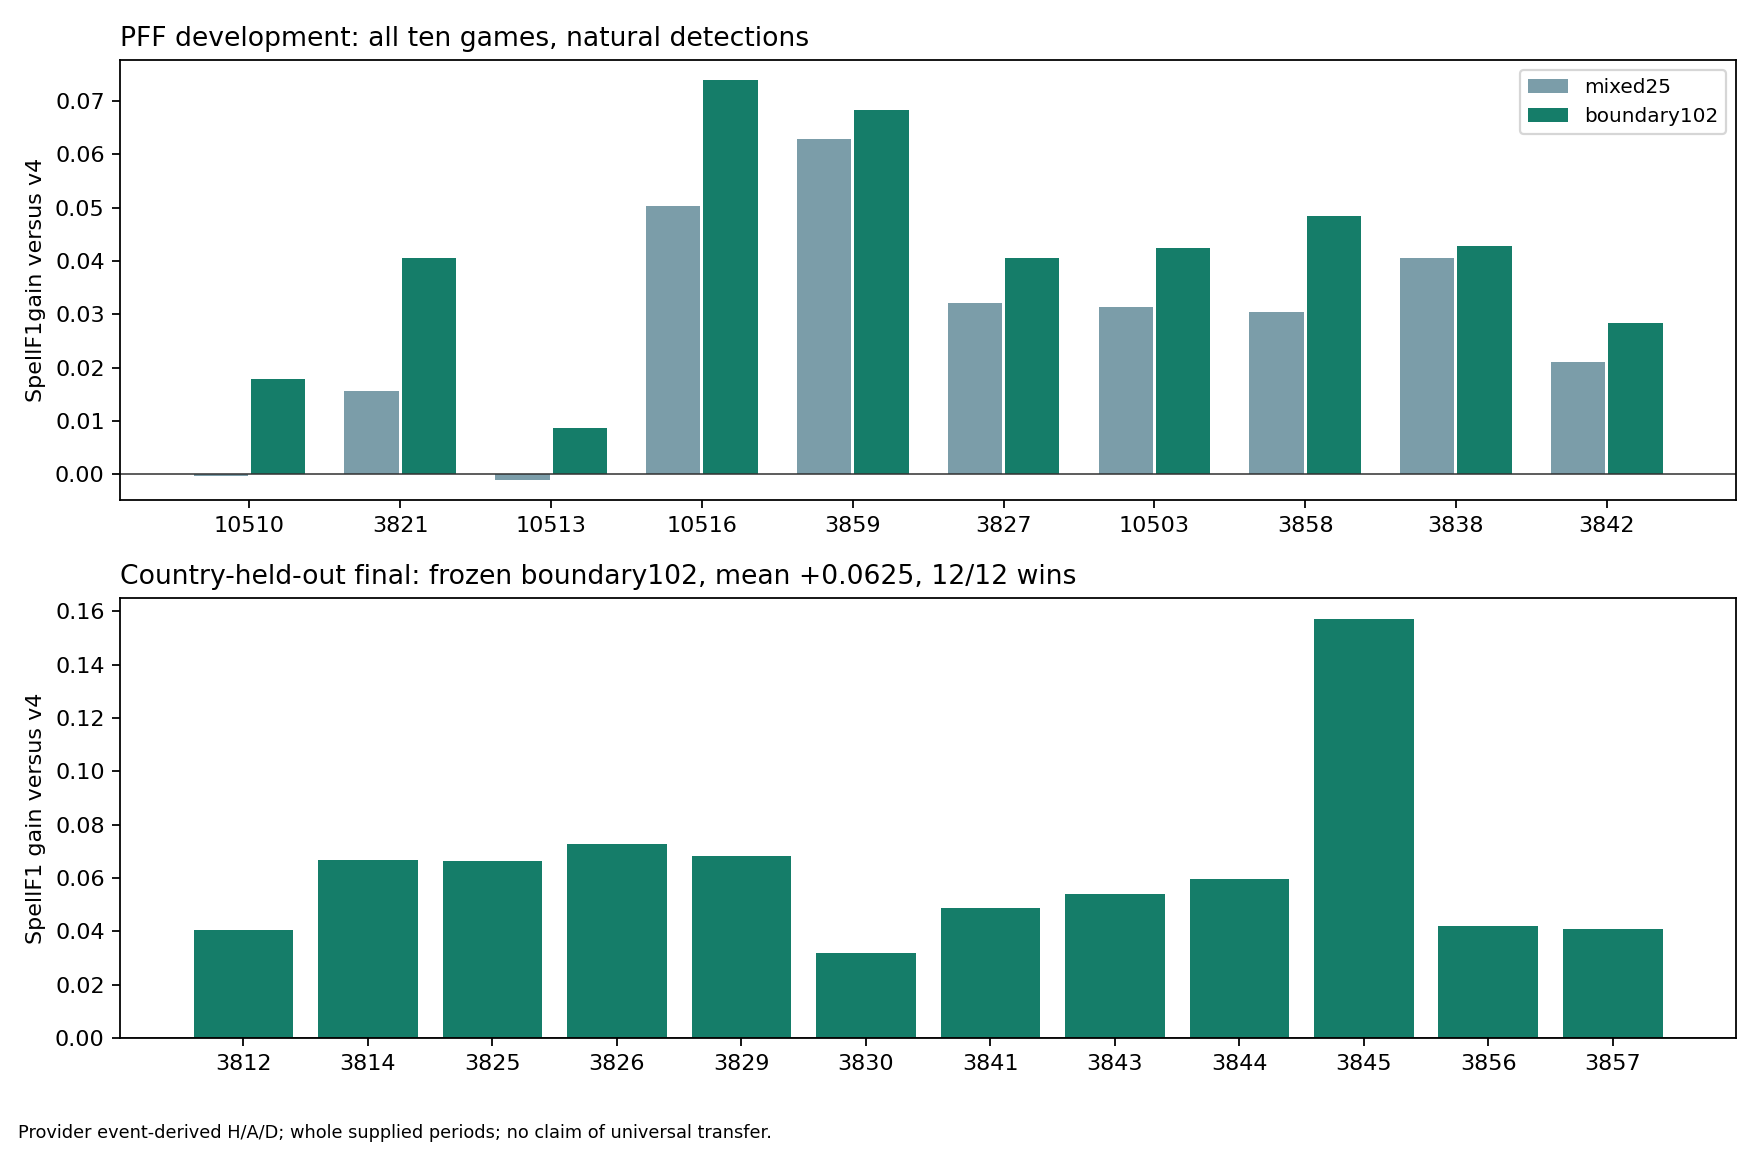 PFF development: all ten games, natural detections
SpellF1gain versus v4
0.07
0.06
0.05
0.04
0.03
0.02
0.01
0.00
mixed25
boundary102
10510 3821 10513 10516 3859 3827 10503 3858 3838 3842
Country-held-out final: frozen boundary102, mean +0.0625, 12/12 wins
SpellF1 gain versus v4
0.16
0.14
0.12
0.10
0.08
0.06
0.04
0.02
0.00
3812 3814 3825 3826 3829 3830 3841 3843 3844 3845 3856 3857
Provider event-derived H/A/D; whole supplied periods; no claim of universal transfer.